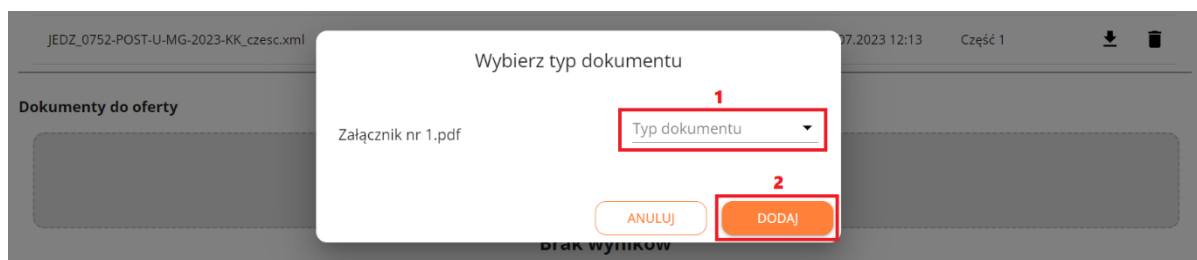 JEDZ_0752-POST-U-MG-2023-KK_czesc.xml
07.2023 12:13
Część 1
Wybierz typ dokumentu
Dokumenty do oferty
1
Załącznik nr 1.pdf
Typ dokumentu
2
ANULUJ
DODAJ
Brak wyników